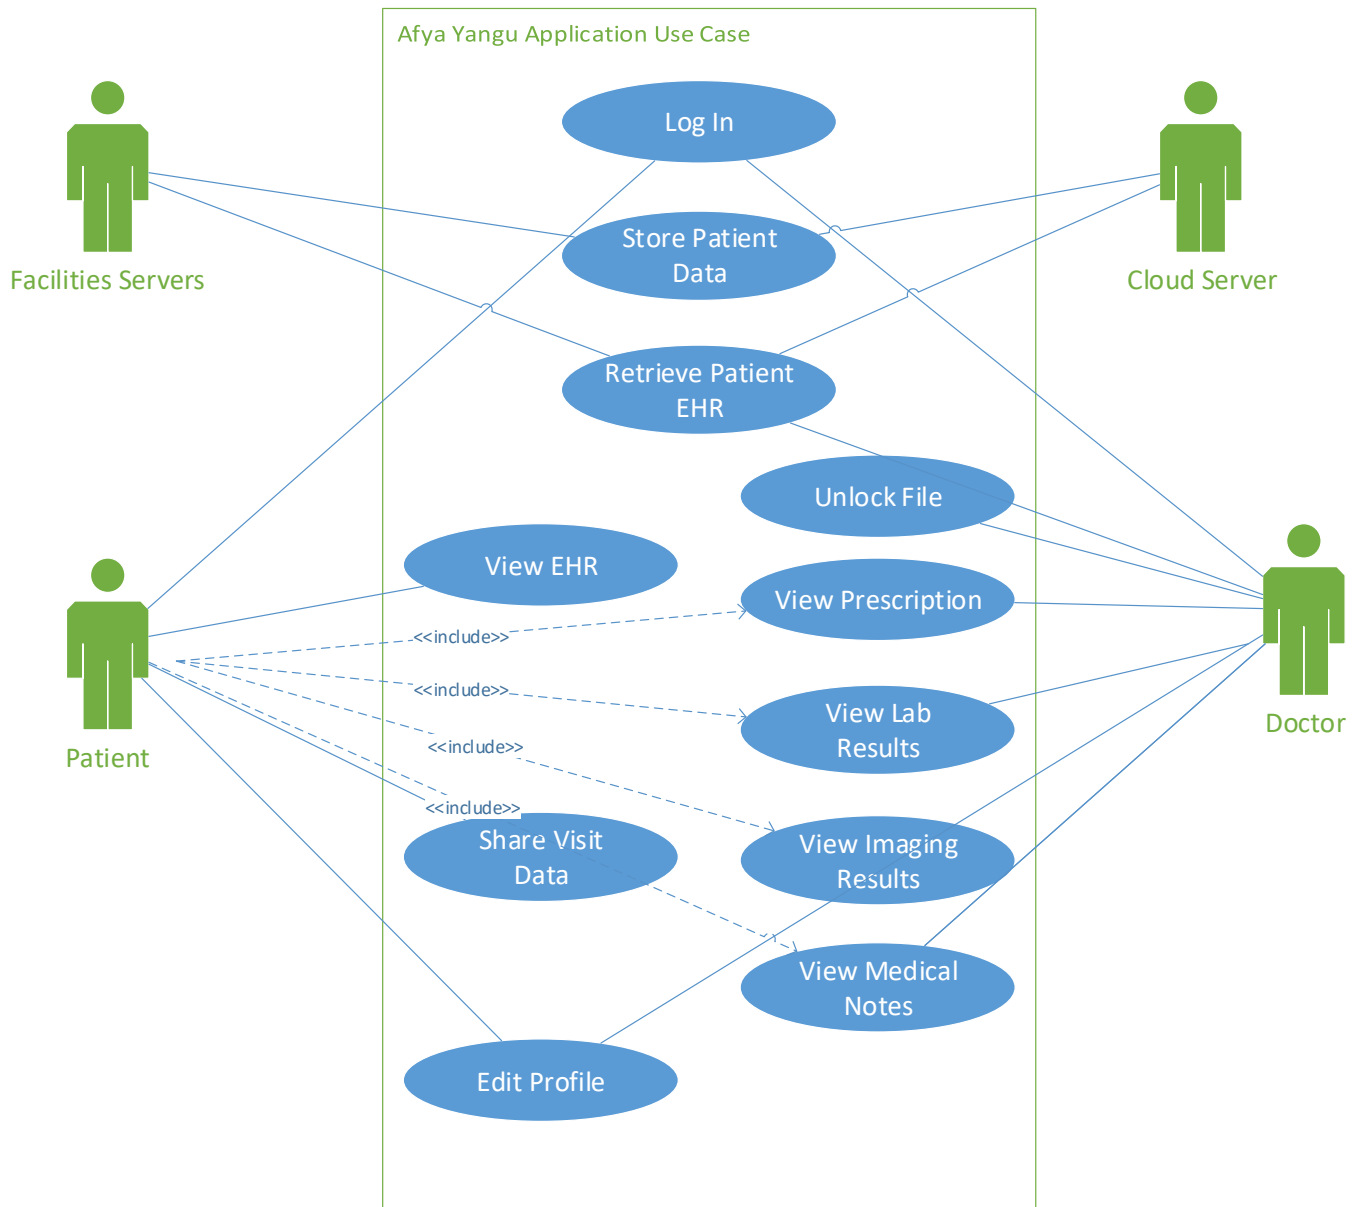 Afya Yangu Application Use Case
Log In
Store Patient
Data
Facilities Servers
Cloud Server
Retrieve Patient
EHR
Unlock File
View EHR
View Prescription
<<include>>
<<include>>
View Lab
Results
Patient
Doctor
<<include>>
<<include>>
Share Visit
Data
View Imaging
Results
View Medical
Notes
Edit Profile